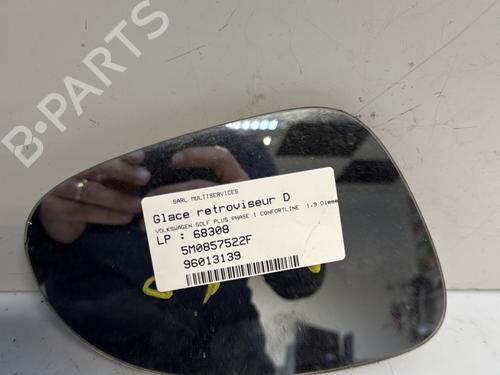 B-PARTS
SARL MULTISERVICES
Glace retroviseur D
VOLKSWAGEN GOLF PLUS PHASE 1 CONFORTLINE 1.9 Diese
LP : 68308
5M0857522F
96013139